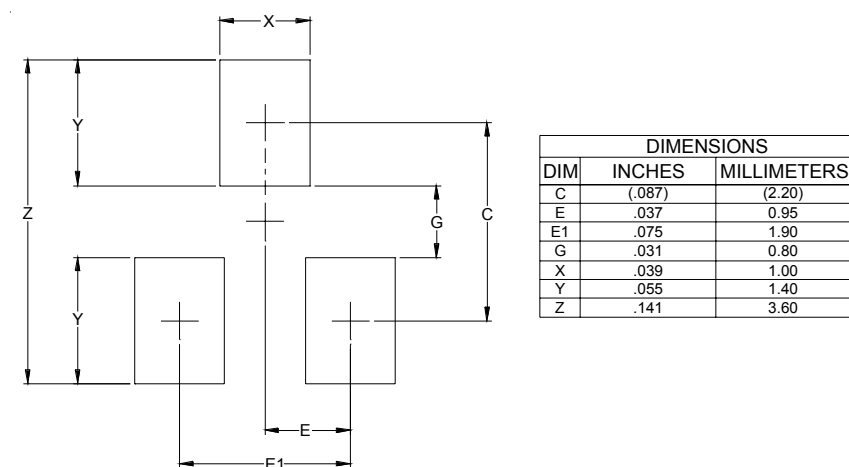 X
Y
Z
G
C
Y
E
E1
DIMENSIONS
DIM INCHES MILLIMETERS
C (.087) (2.20)
E .037 0.95
E1 .075 1.90
G .031 0.80
X .039 1.00
Y .055 1.40
Z .141 3.60